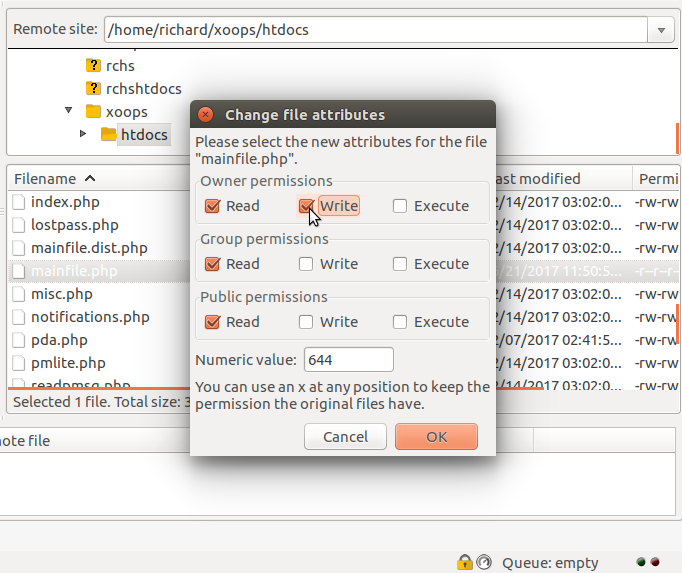 Remote site: /home/richard/xoops/htdocs
rchs
rchshtdocs
xoops
htdocs
Change file attributes
Please select the new attributes for the file
"mainfile.php".
Owner permissions
Read Write Execute
Group permissions
Read Write Execute
Public permissions
Read Write Execute
Numeric value: 644
You can use an x at any position to keep the
permission the original files have.
Cancel OK
Filename ast modified Permi
index.php 2/14/2017 03:02:0... -rw-rw
lostpass.php 2/14/2017 03:02:0... -rw-rw
mainfile.dist.php 2/14/2017 03:02:0... -rw-rw
mainfile.php /21/2017 11:50:5... -r--r--r-
misc.php 2/14/2017 03:02:0... -rw-rw
notifications.php 2/14/2017 03:02:0... -rw-rw
pda.php 2/07/2017 02:41:5... -rw-rw
pmlite.php 2/14/2017 03:02:0... -rw-rw
readpmsg.php 2/14/2017 03:02:0... -rw-rw
Selected 1 file. Total size: 3
ote file
Queue: empty